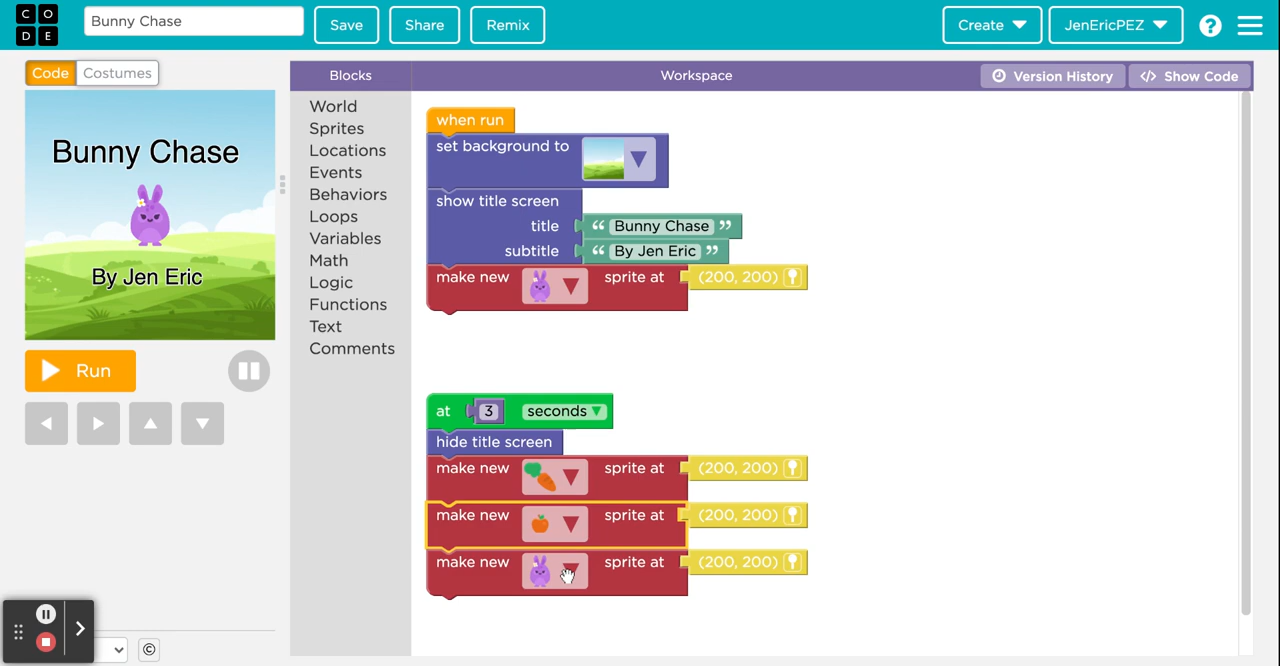 C O
D E
Bunny Chase
Save
Share
Remix
Create
JenEricPEZ
?
Code
Costumes
Blocks
Workspace
Version History
</> Show Code
Bunny Chase
By Jen Eric
Run
World
Sprites
Locations
Events
Behaviors
Loops
Variables
Math
Logic
Functions
Text
Comments
when run
set background to
show title screen
title “ Bunny Chase ”
subtitle “ By Jen Eric ”
make new sprite at (200, 200)
at 3 seconds
hide title screen
make new sprite at (200, 200)
make new sprite at (200, 200)
make new sprite at (200, 200)
©